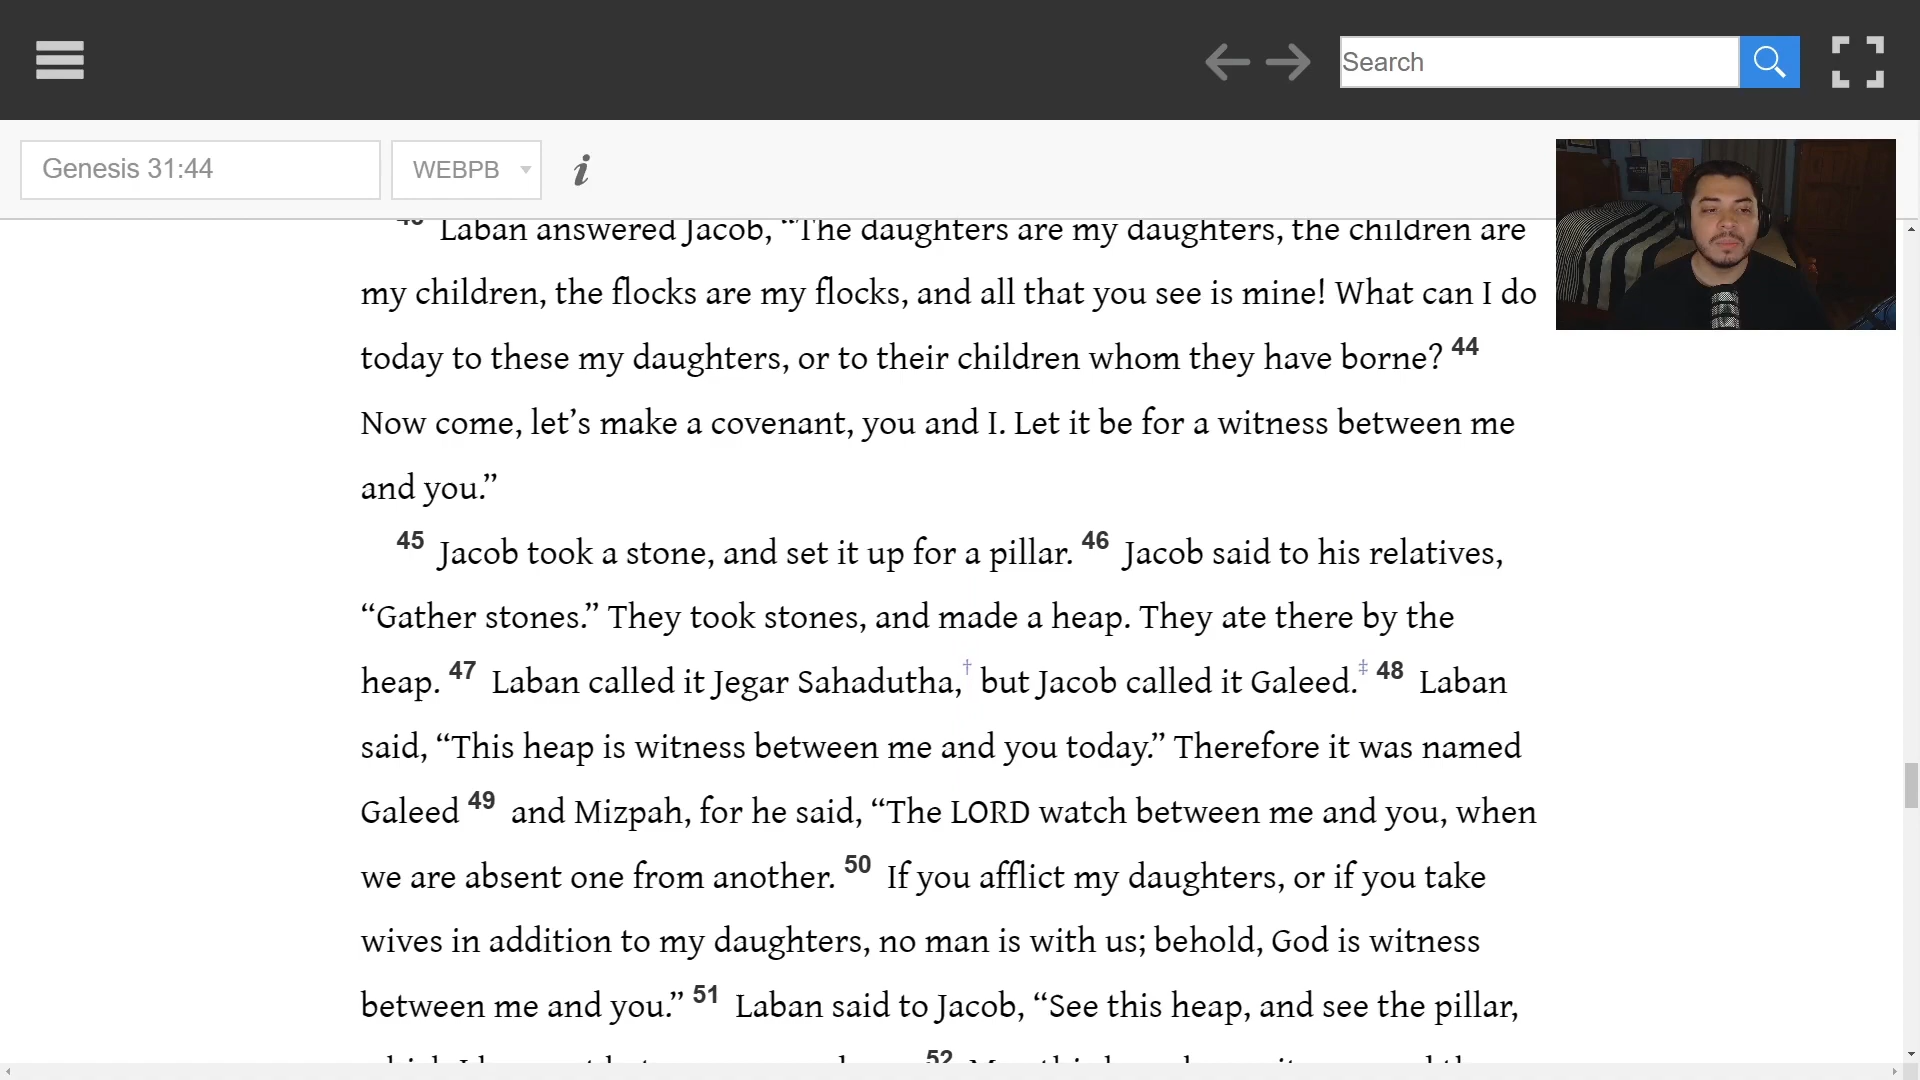 Search
Genesis 31:44
WEBPB
i
Laban answered Jacob, “The daughters are my daughters, the children are
my children, the flocks are my flocks, and all that you see is mine! What can I do
today to these my daughters, or to their children whom they have borne? 44
Now come, let’s make a covenant, you and I. Let it be for a witness between me
and you.”
45 Jacob took a stone, and set it up for a pillar. 46 Jacob said to his relatives,
“Gather stones.” They took stones, and made a heap. They ate there by the
heap. 47 Laban called it Jegar Sahadutha,† but Jacob called it Galeed.‡ 48 Laban
said, “This heap is witness between me and you today.” Therefore it was named
Galeed 49 and Mizpah, for he said, “The LORD watch between me and you, when
we are absent one from another. 50 If you afflict my daughters, or if you take
wives in addition to my daughters, no man is with us; behold, God is witness
between me and you.” 51 Laban said to Jacob, “See this heap, and see the pillar,
52